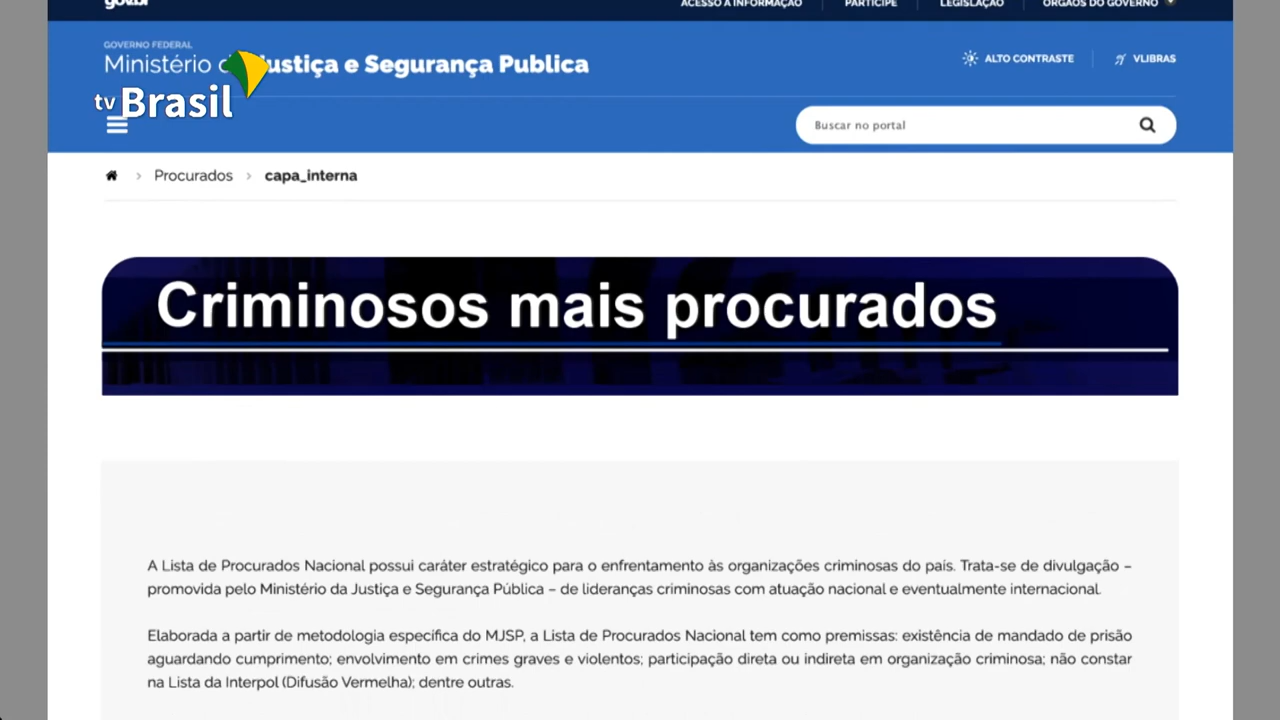 gov.br
ACESSO À INFORMAÇÃO PARTICIPE LEGISLAÇÃO ÓRGÃOS DO GOVERNO
GOVERNO FEDERAL
Ministério d Justiça e Segurança Publica
ALTO CONTRASTE VLIBRAS
tv Brasil
Buscar no portal
Procurados > capa_interna
Criminosos mais procurados
A Lista de Procurados Nacional possui caráter estratégico para o enfrentamento às organizações criminosas do país. Trata-se de divulgação –
promovida pelo Ministério da Justiça e Segurança Pública – de lideranças criminosas com atuação nacional e eventualmente internacional.
Elaborada a partir de metodologia específica do MJSP, a Lista de Procurados Nacional tem como premissas: existência de mandado de prisão
aguardando cumprimento; envolvimento em crimes graves e violentos; participação direta ou indireta em organização criminosa; não constar
na Lista da Interpol (Difusão Vermelha); dentre outras.